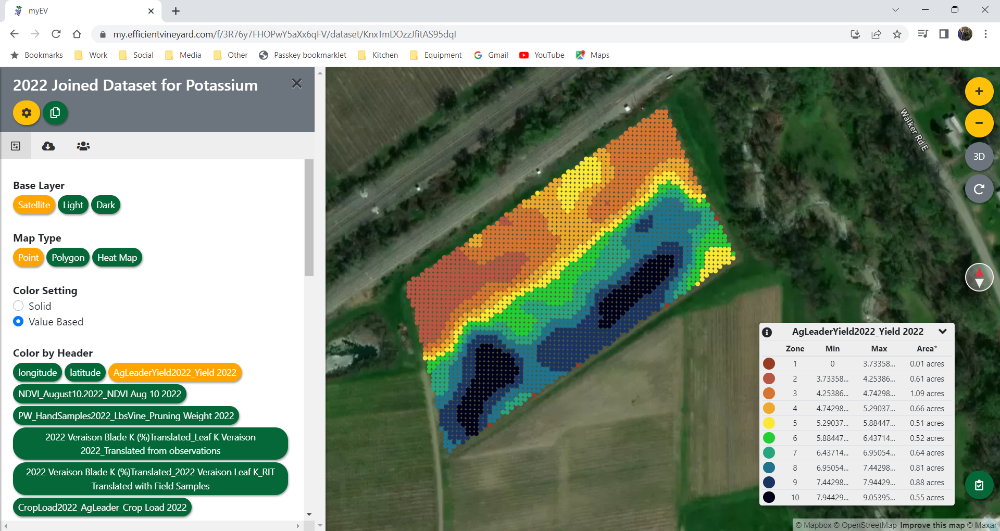 myEV
my.efficientvineyard.com/f/3R76y7FHOPwY5aXx6qFV/dataset/KnxTmDOzzJfitAS95dqI
Bookmarks Work Social Media Other Passkey bookmarklet Kitchen Equipment Gmail YouTube Maps
2022 Joined Dataset for Potassium
Base Layer
Satellite Light Dark
Map Type
Point Polygon Heat Map
Color Setting
Solid
Value Based
Color by Header
longitude latitude AgLeaderYield2022_Yield 2022
NDVI_August10.2022_NDVI Aug 10 2022
PW_HandSamples2022_LbsVine_Pruning Weight 2022
2022 Veraison Blade K (%)Translated_Leaf K Veraison
2022_Translated from observations
2022 Veraison Blade K (%)Translated_2022 Veraison Leaf K_RIT
Translated with Field Samples
CropLoad2022_AgLeader_Crop Load 2022
Walker Rd E
+
−
3D
AgLeaderYield2022_Yield 2022
Zone Min Max Area*
1 0 3.73358... 0.01 acres
2 3.73358... 4.25386... 0.61 acres
3 4.25386... 4.74298... 1.09 acres
4 4.74298... 5.29037... 0.66 acres
5 5.29037... 5.88447... 0.51 acres
6 5.88447... 6.43714... 0.52 acres
7 6.43714... 6.95054... 0.64 acres
8 6.95054... 7.44298... 0.81 acres
9 7.44298... 7.94429... 0.88 acres
10 7.94429... 9.05395... 0.55 acres
© Mapbox © OpenStreetMap Improve this map © Maxar